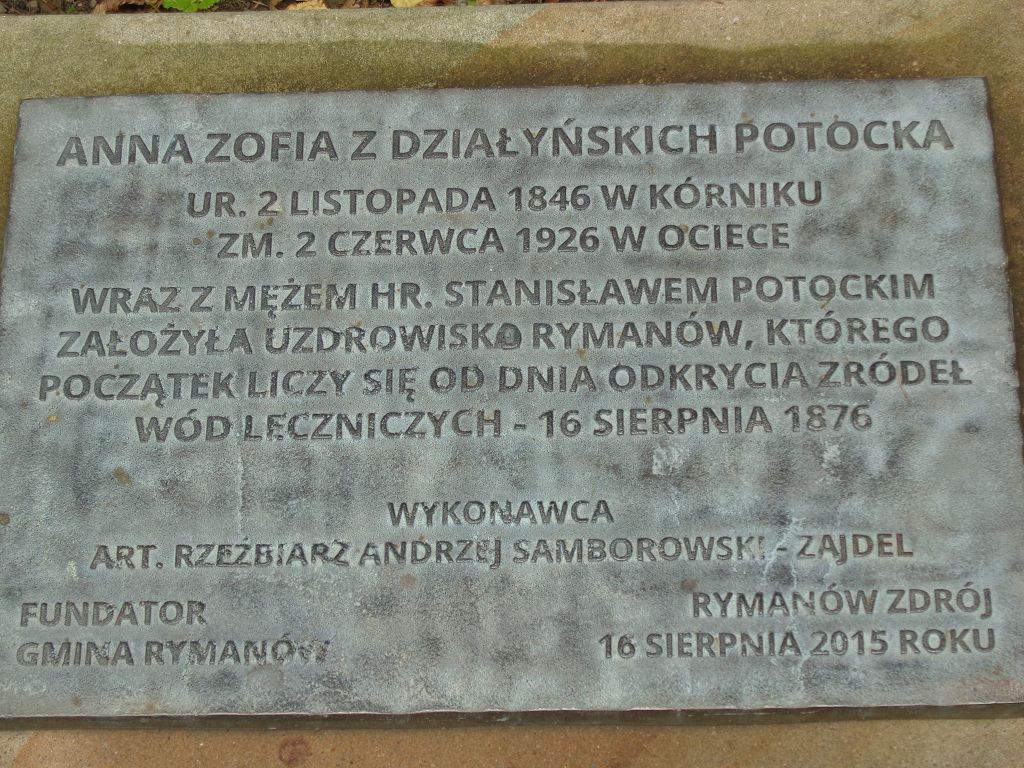 ANNA ZOFIA Z DZIAŁYŃSKICH POTOCKA
UR. 2 LISTOPADA 1846 W KÓRNIKU
ZM. 2 CZERWCA 1926 W OCIECE
WRAZ Z MĘŻEM HR. STANISŁAWEM POTOCKIM
ZAŁOŻYŁA UZDROWISKO RYMANÓW, KTÓREGO
POCZĄTEK LICZY SIĘ OD DNIA ODKRYCIA ZRÓDEŁ
WÓD LECZNICZYCH - 16 SIERPNIA 1876
WYKONAWCA
ART. RZEŹBIARZ ANDRZEJ SAMBOROWSKI - ZAJDEL
FUNDATOR
GMINA RYMANÓW
RYMANÓW ZDRÓJ
16 SIERPNIA 2015 ROKU